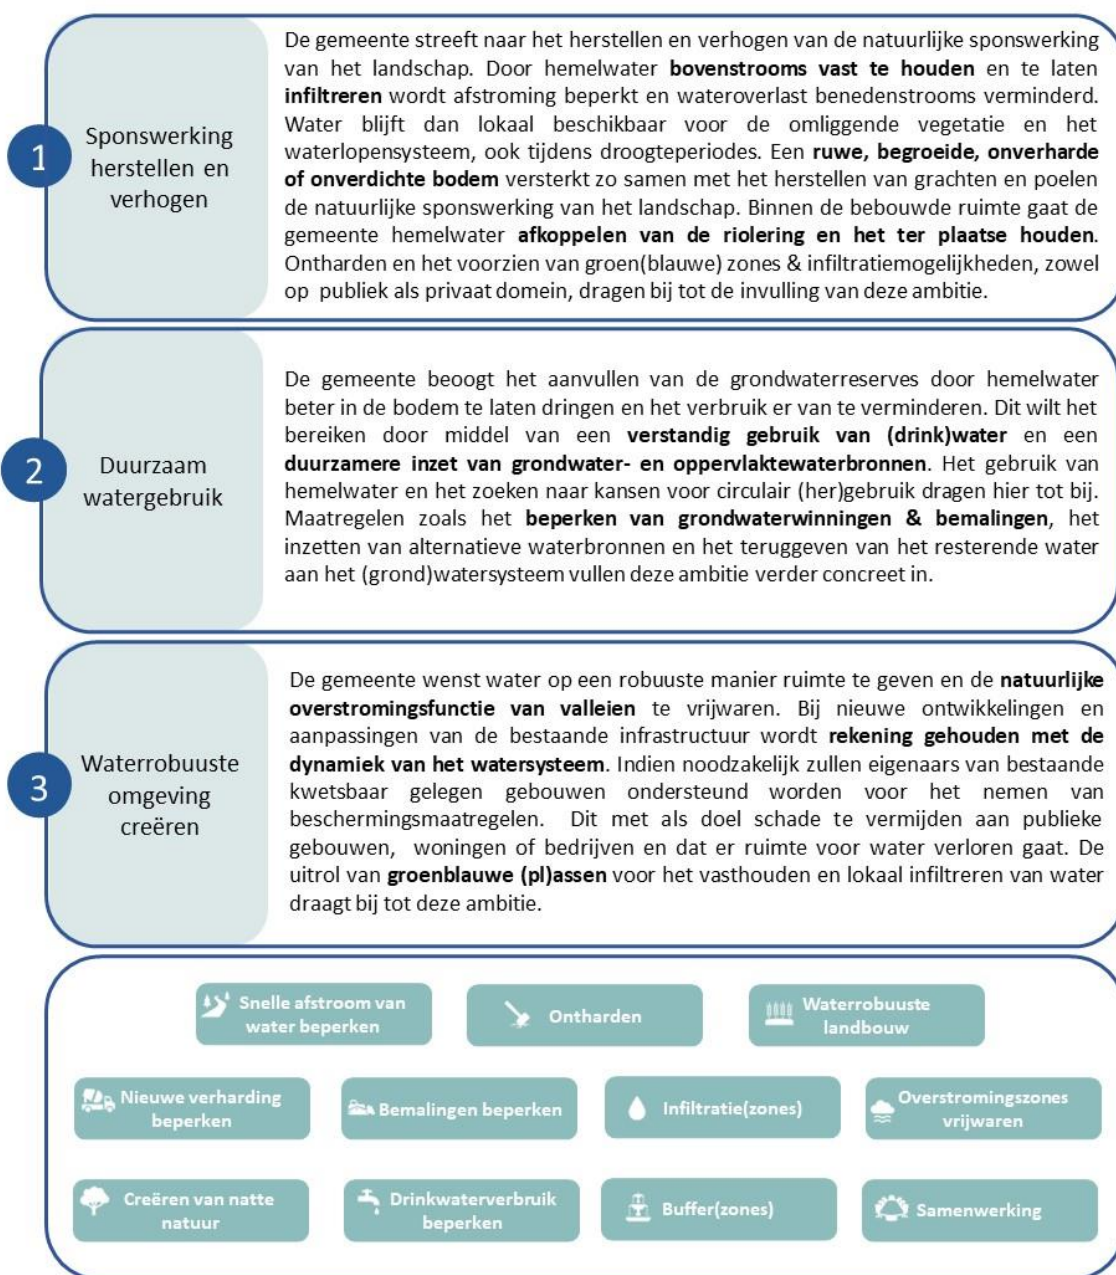 1
Sponswerking
herstellen en
verhogen
De gemeente streeft naar het herstellen en verhogen van de natuurlijke sponswerking
van het landschap. Door hemelwater bovenstrooms vast te houden en te laten
infiltreren wordt afstroming beperkt en wateroverlast benedenstrooms verminderd.
Water blijft dan lokaal beschikbaar voor de omliggende vegetatie en het
waterlopensysteem, ook tijdens droogteperiodes. Een ruwe, begroeide, onverharde
of onverdichte bodem versterkt zo samen met het herstellen van grachten en poelen
de natuurlijke sponswerking van het landschap. Binnen de bebouwde ruimte gaat de
gemeente hemelwater afkoppelen van de riolering en het ter plaatse houden.
Ontharden en het voorzien van groen(blauwe) zones & infiltratiemogelijkheden, zowel
op publiek als privaat domein, dragen bij tot de invulling van deze ambitie.
2
Duurzaam
watergebruik
De gemeente beoogt het aanvullen van de grondwaterreserves door hemelwater
beter in de bodem te laten dringen en het verbruik er van te verminderen. Dit wilt het
bereiken door middel van een verstandig gebruik van (drink)water en een
duurzamere inzet van grondwater- en oppervlaktewaterbronnen. Het gebruik van
hemelwater en het zoeken naar kansen voor circulair (her)gebruik dragen hier tot bij.
Maatregelen zoals het beperken van grondwaterwinningen & bemalingen, het
inzetten van alternatieve waterbronnen en het teruggeven van het resterende water
aan het (grond)watersysteem vullen deze ambitie verder concreet in.
3
Waterrobuuste
omgeving
creëren
De gemeente wenst water op een robuuste manier ruimte te geven en de natuurlijke
overstromingsfunctie van valleien te vrijwaren. Bij nieuwe ontwikkelingen en
aanpassingen van de bestaande infrastructuur wordt rekening gehouden met de
dynamiek van het watersysteem. Indien noodzakelijk zullen eigenaars van bestaande
kwetsbaar gelegen gebouwen ondersteund worden voor het nemen van
beschermingsmaatregelen. Dit met als doel schade te vermijden aan publieke
gebouwen, woningen of bedrijven en dat er ruimte voor water verloren gaat. De
uitrol van groenblauwe (pl)assen voor het vasthouden en lokaal infiltreren van water
draagt bij tot deze ambitie.
Snelle afstroom van
water beperken
Ontharden
Waterrobuuste
landbouw
Nieuwe verharding
beperken
Bemalingen beperken
Infiltratie(zones)
Overstromingszones
vrijwaren
Creëren van natte
natuur
Drinkwaterverbruik
beperken
Buffer(zones)
Samenwerking